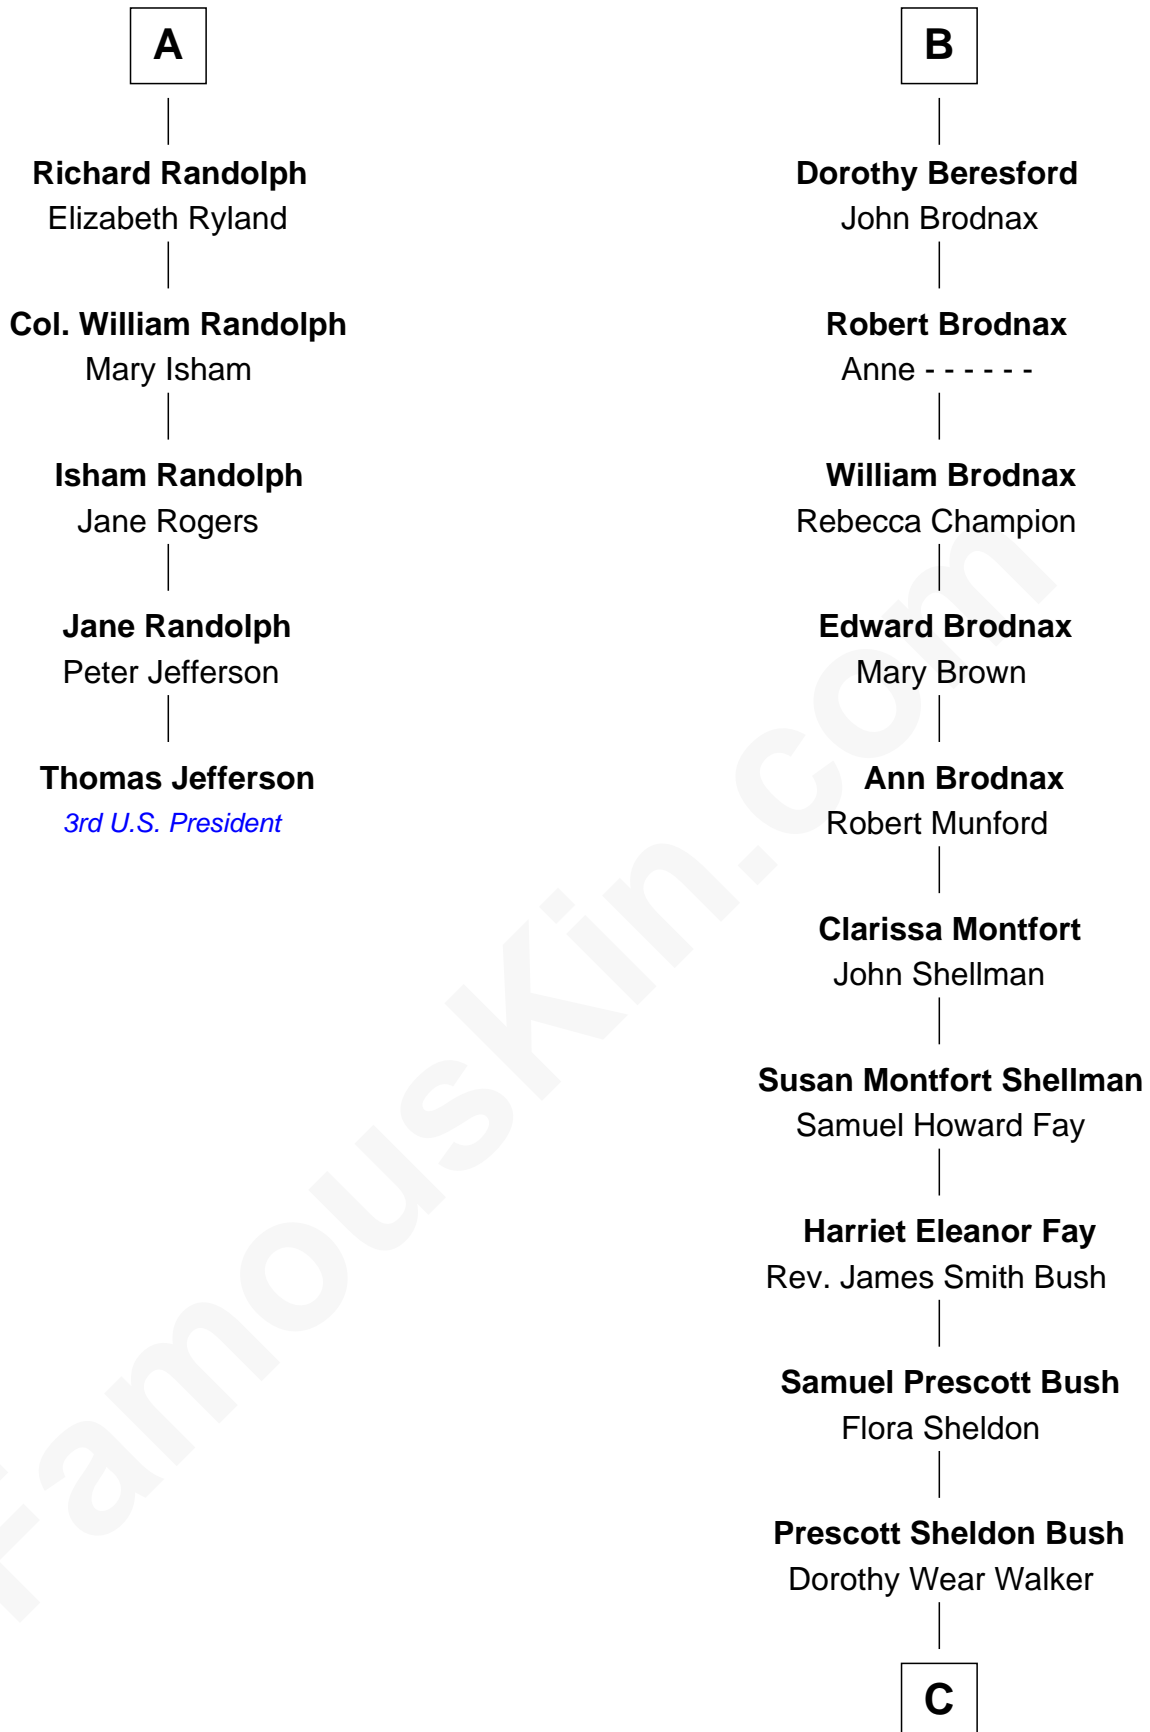 A
Richard Randolph
Elizabeth Ryland
Col. William Randolph
Mary Isham
Isham Randolph
Jane Rogers
Jane Randolph
Peter Jefferson
Thomas Jefferson
3rd U.S. President
B
Dorothy Beresford
John Brodnax
Robert Brodnax
Anne - - - - - -
William Brodnax
Rebecca Champion
Edward Brodnax
Mary Brown
Ann Brodnax
Robert Munford
Clarissa Montfort
John Shellman
Susan Montfort Shellman
Samuel Howard Fay
Harriet Eleanor Fay
Rev. James Smith Bush
Samuel Prescott Bush
Flora Sheldon
Prescott Sheldon Bush
Dorothy Wear Walker
C
FamousKin.com